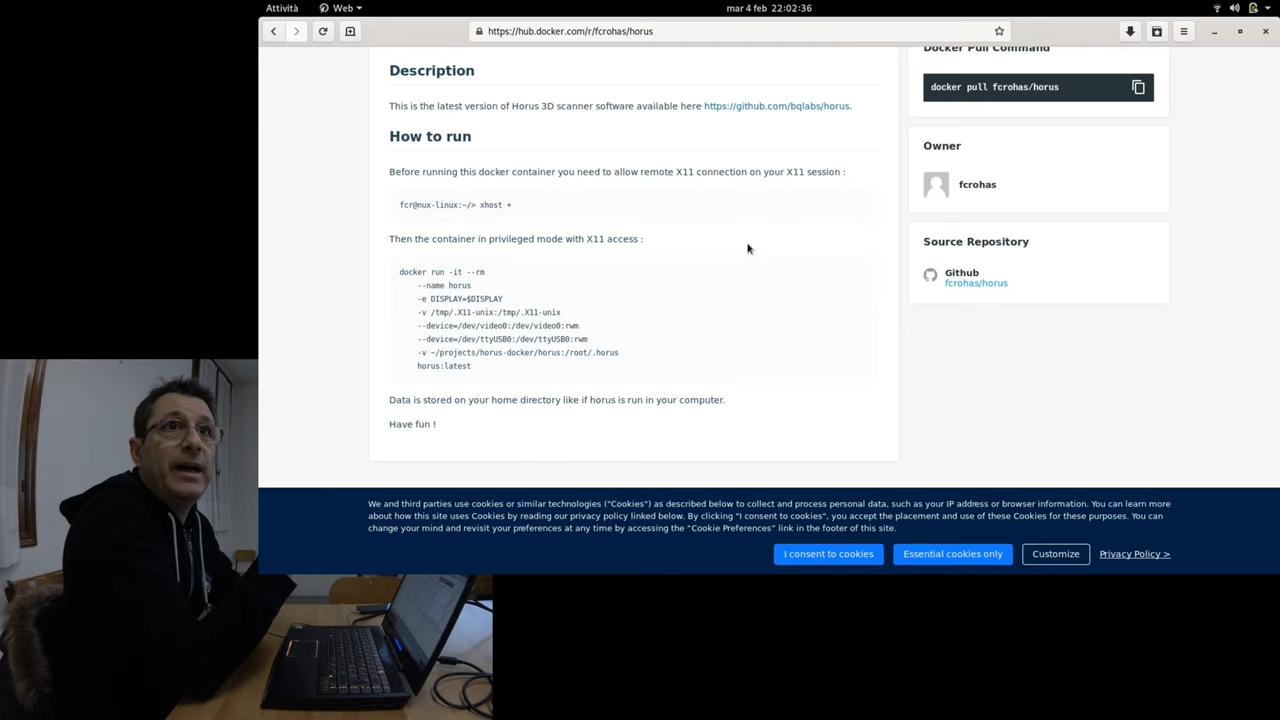 Attività
Web
mar 4 feb 22:02:36
https://hub.docker.com/r/fcrohas/horus
Description
This is the latest version of Horus 3D scanner software available here https://github.com/bqlabs/horus.
How to run
Before running this docker container you need to allow remote X11 connection on your X11 session :
fcr@nux-linux:~/> xhost +
Then the container in privileged mode with X11 access :
docker run -it --rm
--name horus
-e DISPLAY=$DISPLAY
-v /tmp/.X11-unix:/tmp/.X11-unix
--device=/dev/video0:/dev/video0:rwm
--device=/dev/ttyUSB0:/dev/ttyUSB0:rwm
-v ~/projects/horus-docker/horus:/root/.horus
horus:latest
Data is stored on your home directory like if horus is run in your computer.
Have fun !
Docker Pull Command
docker pull fcrohas/horus
Owner
fcrohas
Source Repository
Github
fcrohas/horus
We and third parties use cookies or similar technologies ("Cookies") as described below to collect and process personal data, such as your IP address or browser information. You can learn more
about how this site uses Cookies by reading our privacy policy linked below. By clicking "I consent to cookies", you accept the placement and use of these Cookies for these purposes. You can
change your mind and revisit your preferences at any time by accessing the "Cookie Preferences" link in the footer of this site.
I consent to cookies
Essential cookies only
Customize
Privacy Policy >